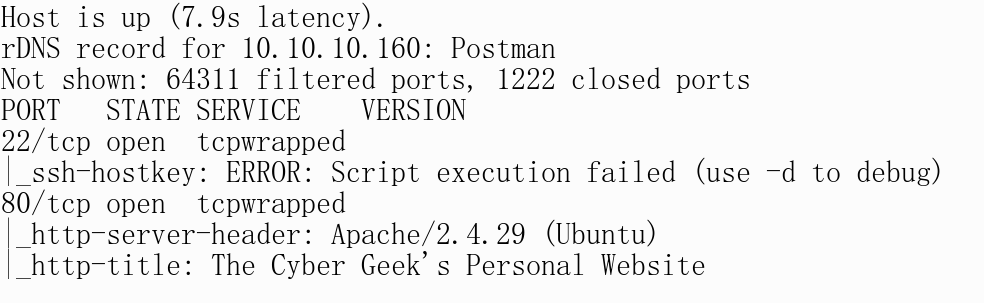 Host is up (7.9s latency).
rDNS record for 10.10.10.160: Postman
Not shown: 64311 filtered ports, 1222 closed ports
PORT   STATE SERVICE    VERSION
22/tcp open  tcpwrapped
|_ssh-hostkey: ERROR: Script execution failed (use -d to debug)
80/tcp open  tcpwrapped
|_http-server-header: Apache/2.4.29 (Ubuntu)
|_http-title: The Cyber Geek's Personal Website